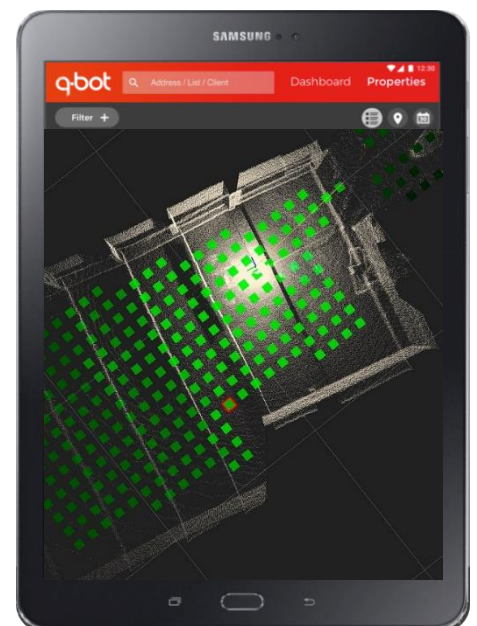 SAMSUNG
12:30
q-bot
Address / List / Client
Dashboard
Properties
Filter +